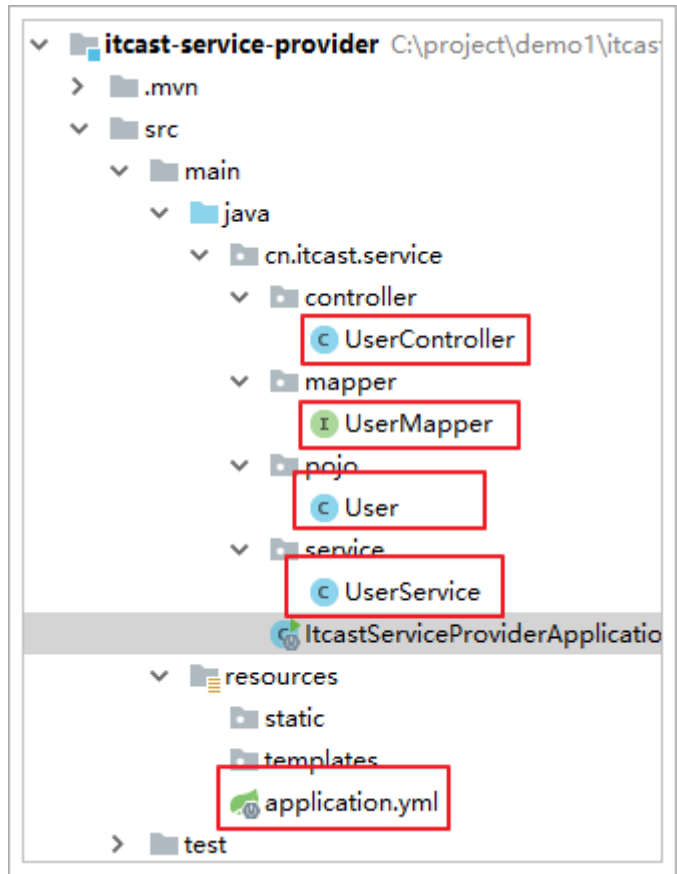 itcast-service-provider C:\project\demo1\itcas
.mvn
src
main
java
cn.itcast.service
controller
C UserController
mapper
I UserMapper
pojo
C User
service
C UserService
ItcastServiceProviderApplicatio
resources
static
templates
application.yml
test